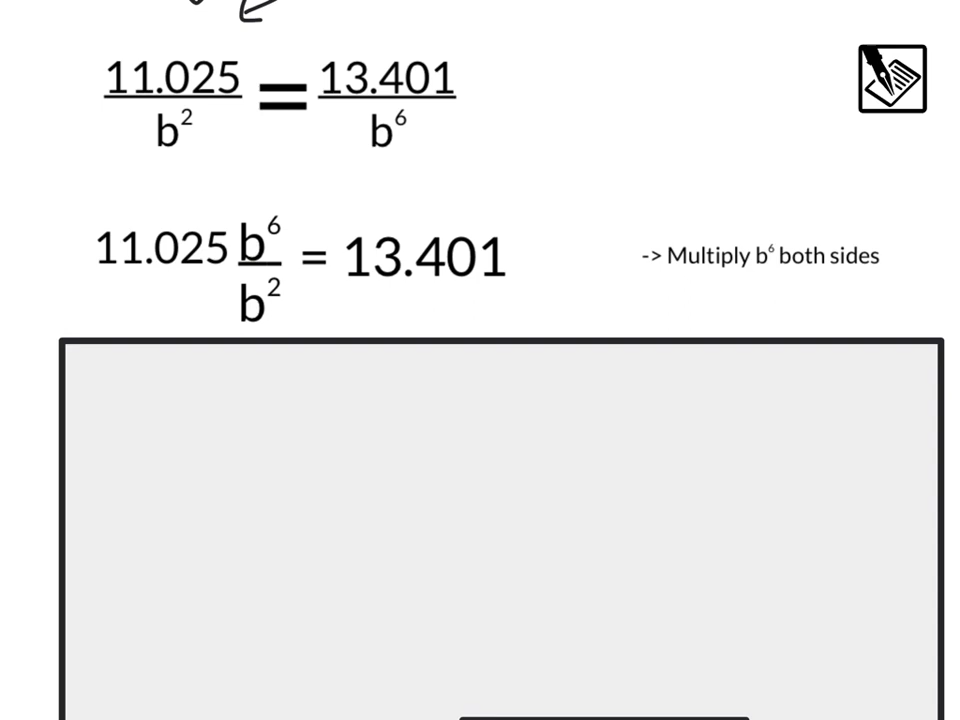 11.025/b² = 13.401/b⁶
11.025 b⁶/b² = 13.401
-> Multiply b⁶ both sides